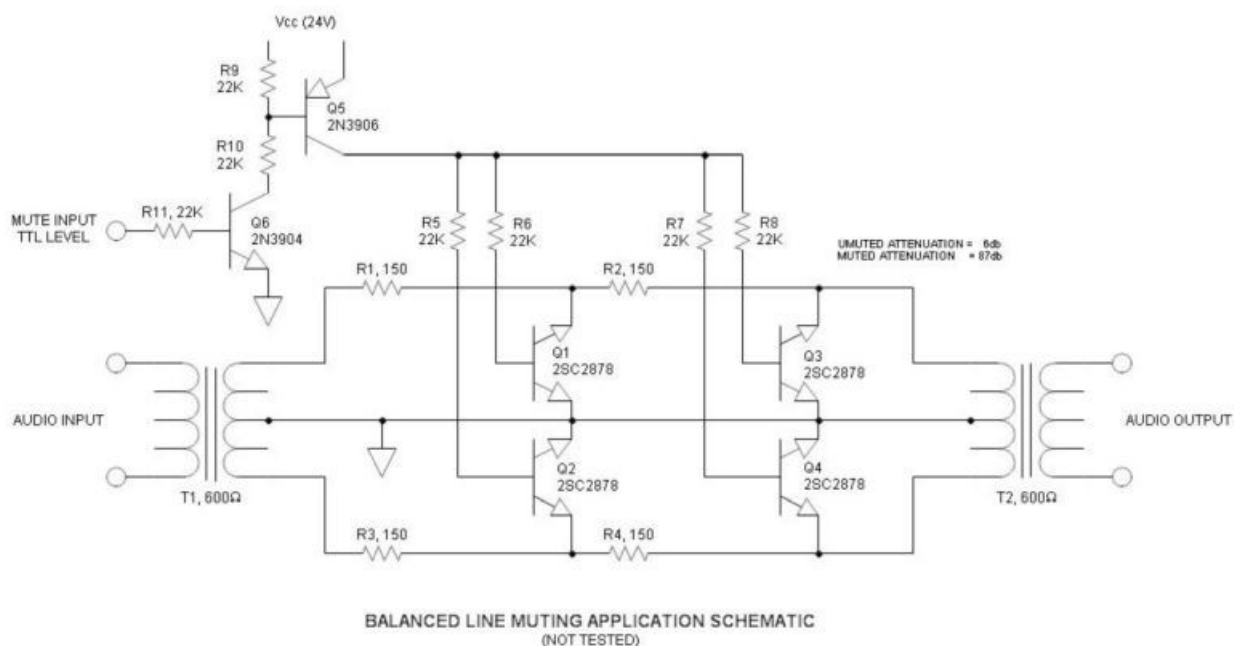 Vcc (24V)
R9
22K
Q5
2N3906
R10
22K
MUTE INPUT
TTL LEVEL
R11, 22K
Q6
2N3904
R5
22K
R6
22K
R7
22K
R8
22K
UMUTED ATTENUATION = 6db
MUTED ATTENUATION = 87db
R1, 150
R2, 150
Q1
2SC2878
Q3
2SC2878
AUDIO INPUT
AUDIO OUTPUT
Q2
2SC2878
Q4
2SC2878
T1, 600Ω
T2, 600Ω
R3, 150
R4, 150
BALANCED LINE MUTING APPLICATION SCHEMATIC
(NOT TESTED)